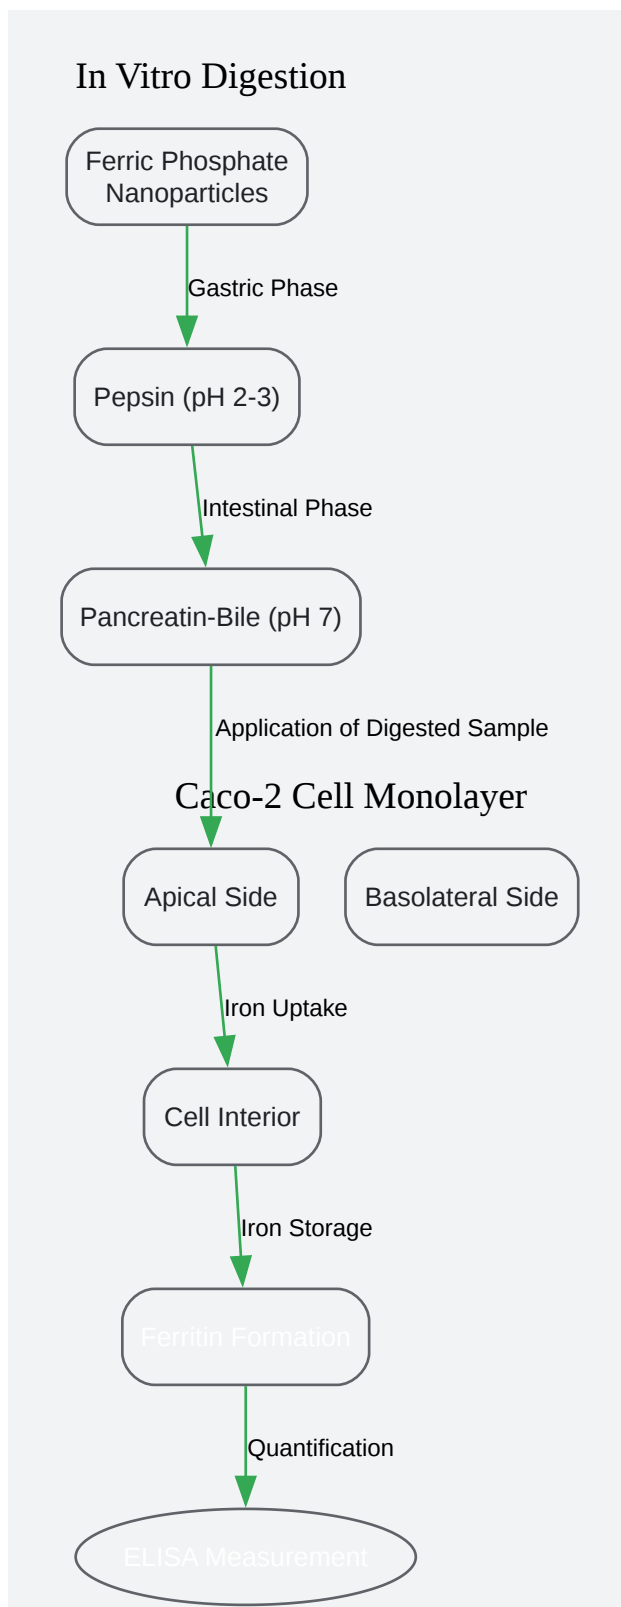 In Vitro Digestion
Ferric Phosphate
Nanoparticles
Gastric Phase
Pepsin (pH 2-3)
Intestinal Phase
Pancreatin-Bile (pH 7)
Application of Digested Sample
Caco-2 Cell Monolayer
Apical Side
Basolateral Side
Iron Uptake
Cell Interior
Iron Storage
Ferritin Formation
Quantification
ELISA Measurement